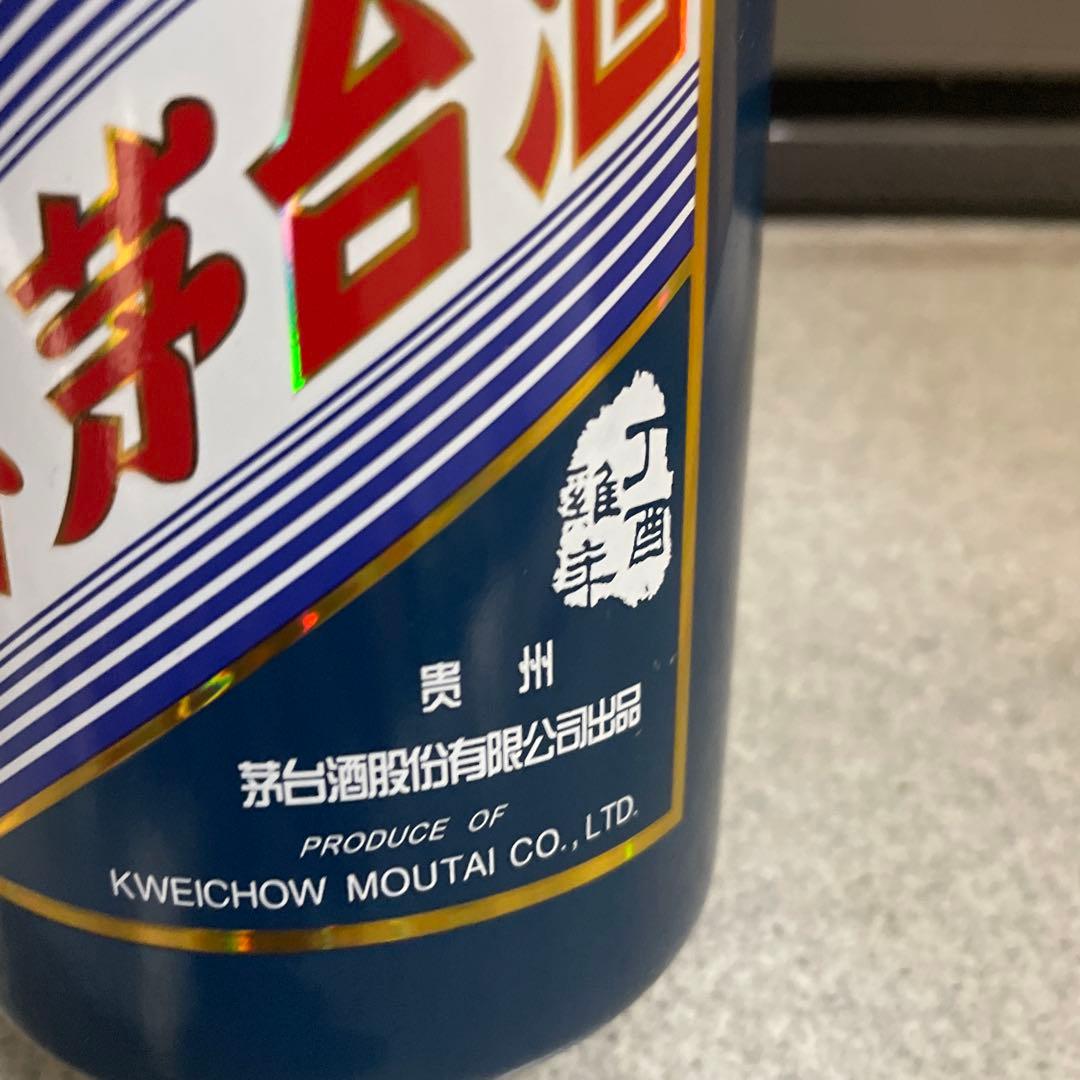 茅台酒
丁酉
雞年
贵州
茅台酒股份有限公司出品
PRODUCE OF
KWEICHOW MOUTAI CO., LTD.